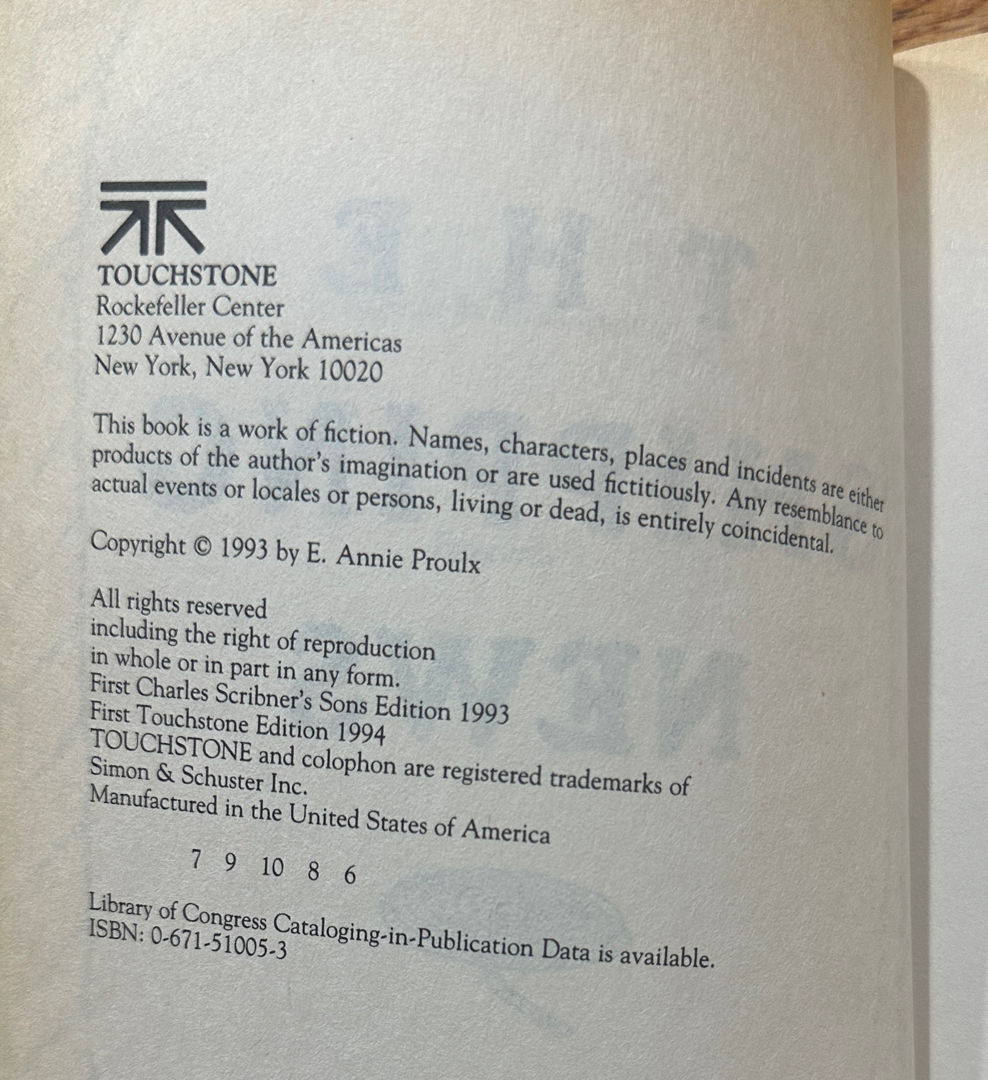 TOUCHSTONE
Rockefeller Center
1230 Avenue of the Americas
New York, New York 10020
This book is a work of fiction. Names, characters, places and incidents are either
products of the author's imagination or are used fictitiously. Any resemblance to
actual events or locales or persons, living or dead, is entirely coincidental.
Copyright © 1993 by E. Annie Proulx
All rights reserved
including the right of reproduction
in whole or in part in any form.
First Charles Scribner's Sons Edition 1993
First Touchstone Edition 1994
TOUCHSTONE and colophon are registered trademarks of
Simon & Schuster Inc.
Manufactured in the United States of America
7 9 10 8 6
Library of Congress Cataloging-in-Publication Data is available.
ISBN: 0-671-51005-3